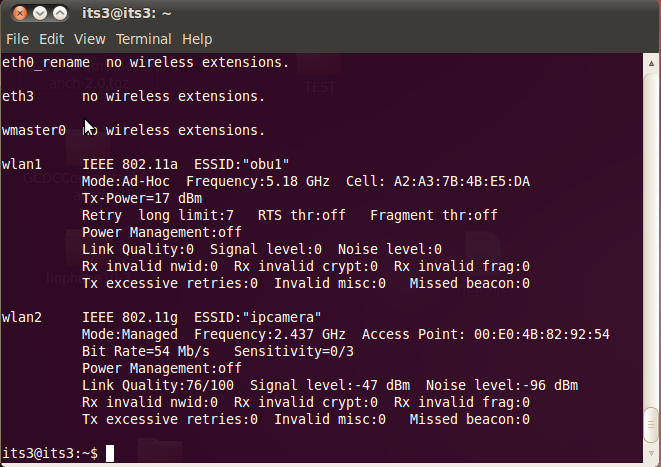 its3@its3: ~
File Edit View Terminal Help
eth0_rename  no wireless extensions.
eth3      no wireless extensions.
wmaster0  no wireless extensions.
wlan1     IEEE 802.11a  ESSID:"obu1"
Mode:Ad-Hoc  Frequency:5.18 GHz  Cell: A2:A3:7B:4B:E5:DA
Tx-Power=17 dBm
Retry  long limit:7   RTS thr:off   Fragment thr:off
Power Management:off
Link Quality:0  Signal level:0  Noise level:0
Rx invalid nwid:0  Rx invalid crypt:0  Rx invalid frag:0
Tx excessive retries:0  Invalid misc:0   Missed beacon:0
wlan2     IEEE 802.11g  ESSID:"ipcamera"
Mode:Managed  Frequency:2.437 GHz  Access Point: 00:E0:4B:82:92:54
Bit Rate=54 Mb/s   Sensitivity=0/3
Power Management:off
Link Quality:76/100  Signal level:-47 dBm  Noise level:-96 dBm
Rx invalid nwid:0  Rx invalid crypt:0  Rx invalid frag:0
Tx excessive retries:0  Invalid misc:0   Missed beacon:0
its3@its3:~$
TEST